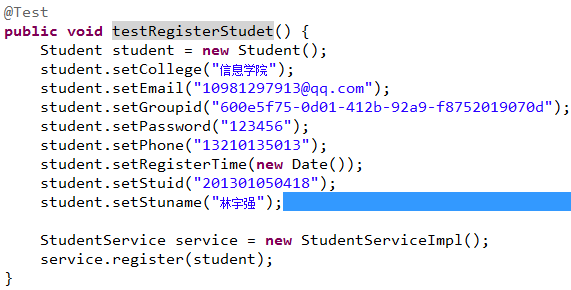 @Test
public void testRegisterStudet() {
Student student = new Student();
student.setCollege("信息学院");
student.setEmail("10981297913@qq.com");
student.setGroupid("600e5f75-0d01-412b-92a9-f8752019070d");
student.setPassword("123456");
student.setPhone("13210135013");
student.setRegisterTime(new Date());
student.setStuid("201301050418");
student.setStuname("林宇强");
StudentService service = new StudentServiceImpl();
service.register(student);
}